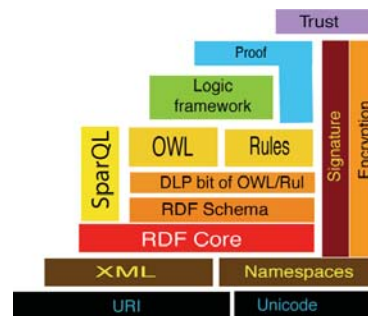 Trust
Proof
Logic
framework
Signature
Encryption
SparQL
OWL
Rules
DLP bit of OWL/Rul
RDF Schema
RDF Core
XML
Namespaces
URI
Unicode